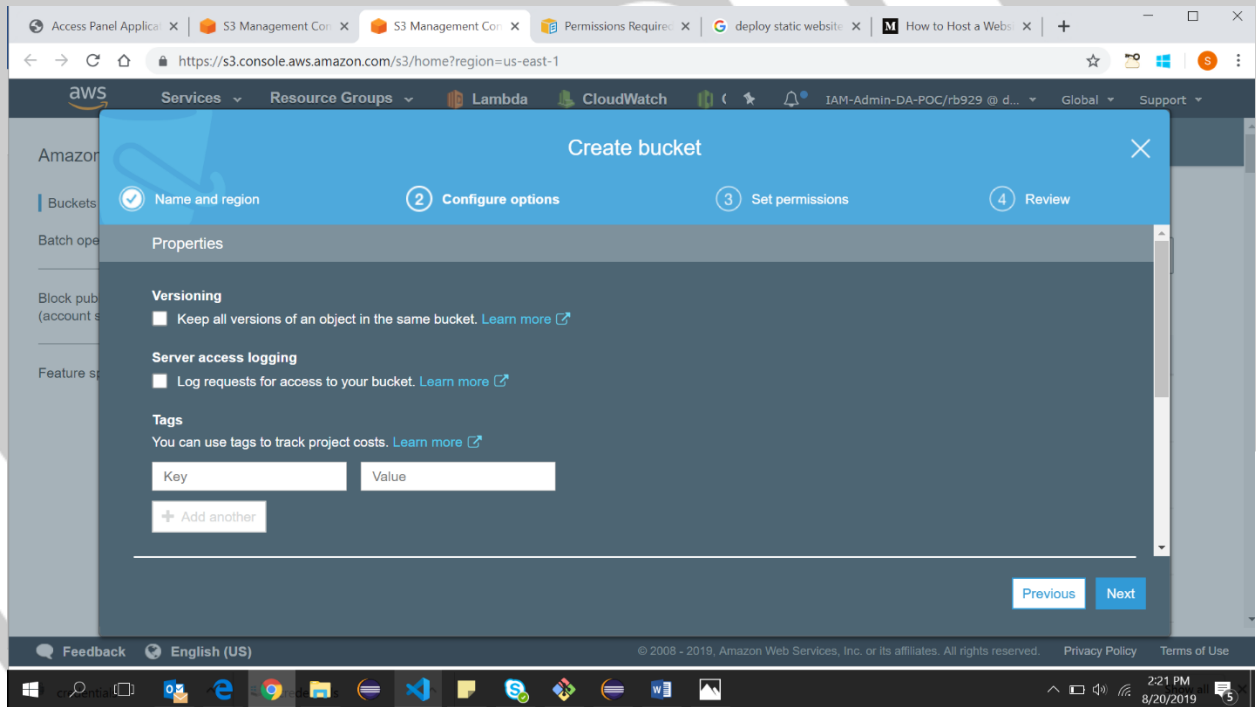 Access Panel Applica
S3 Management Con
S3 Management Con
Permissions Required
deploy static website
How to Host a Webs
https://s3.console.aws.amazon.com/s3/home?region=us-east-1
S
aws
Services
Resource Groups
Lambda
CloudWatch
IAM-Admin-DA-POC/rb929 @ d...
Global
Support
Create bucket
Name and region
2 Configure options
3 Set permissions
4 Review
Amazon
Buckets
Batch ope
Block pub
(account s
Feature sp
Properties
Versioning
Keep all versions of an object in the same bucket. Learn more
Server access logging
Log requests for access to your bucket. Learn more
Tags
You can use tags to track project costs. Learn more
Key Value
+ Add another
Previous Next
Feedback English (US) © 2008 - 2019, Amazon Web Services, Inc. or its affiliates. All rights reserved. Privacy Policy Terms of Use
2:21 PM
8/20/2019
5